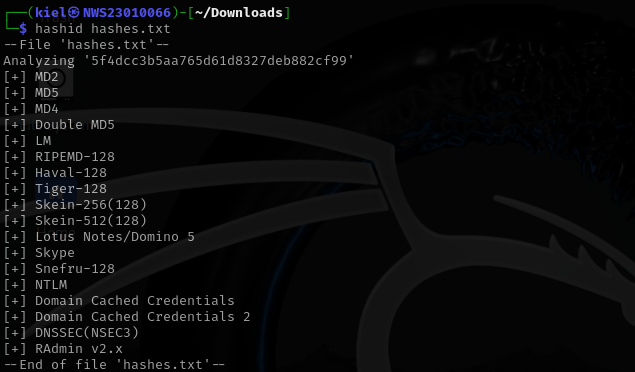 (kiel㉿NWS23010066)-[~/Downloads]
$ hashid hashes.txt
--File 'hashes.txt'--
Analyzing '5f4dcc3b5aa765d61d8327deb882cf99'
[+] MD2
[+] MD5
[+] MD4
[+] Double MD5
[+] LM
[+] RIPEMD-128
[+] Haval-128
[+] Tiger-128
[+] Skein-256(128)
[+] Skein-512(128)
[+] Lotus Notes/Domino 5
[+] Skype
[+] Snefru-128
[+] NTLM
[+] Domain Cached Credentials
[+] Domain Cached Credentials 2
[+] DNSSEC(NSEC3)
[+] RAdmin v2.x
--End of file 'hashes.txt'--